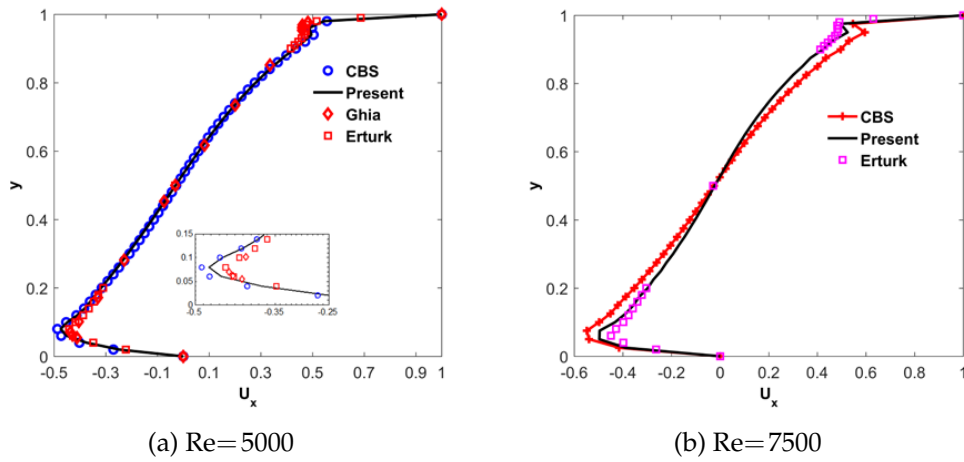 1
0.8
0.6
0.4
0.2
0
y
CBS
Present
Ghia
Erturk
0.15
0.1
0.05
0
-0.5 -0.35 -0.25
-0.5 -0.3 -0.1 0.1 0.3 0.5 0.7 1
U_x
(a) Re=5000
1
0.8
0.6
0.4
0.2
0
y
CBS
Present
Erturk
-0.6 -0.4 -0.2 0 0.2 0.4 0.6 0.8 1
U_x
(b) Re=7500